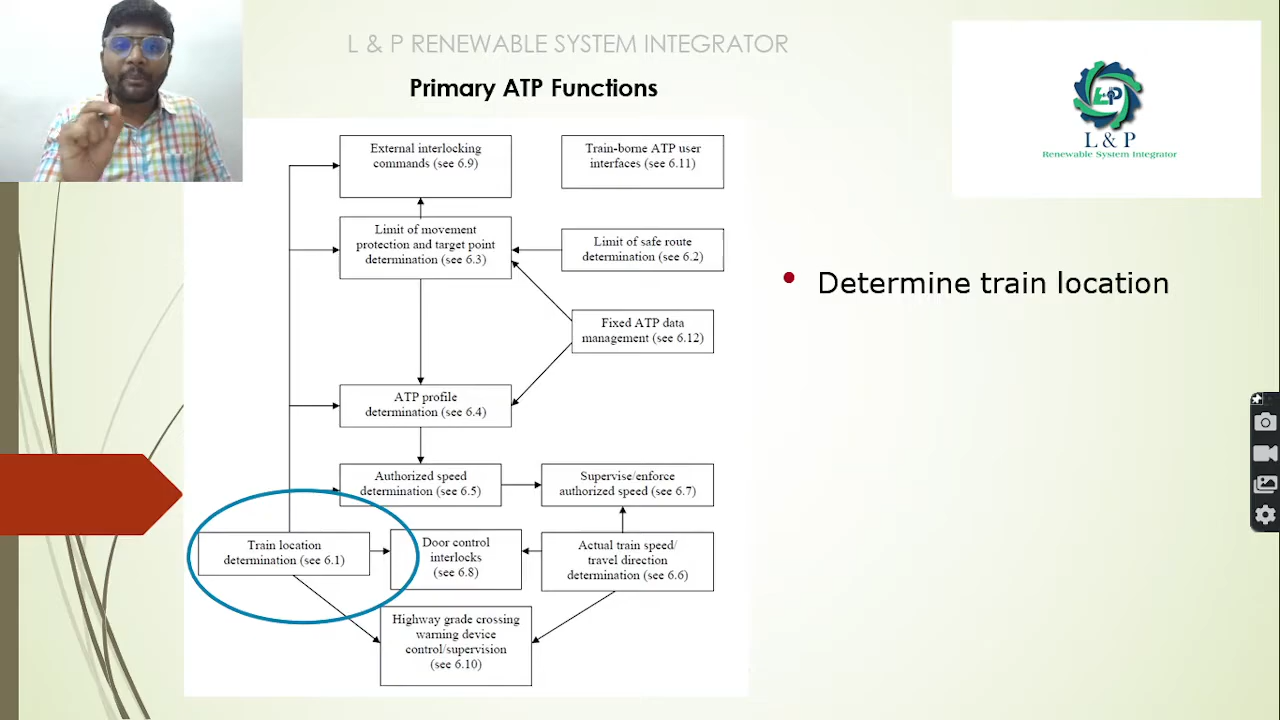 L & P RENEWABLE SYSTEM INTEGRATOR
Primary ATP Functions
L&P
L & P
Renewable System Integrator
External interlocking
commands (see 6.9)
Train-borne ATP user
interfaces (see 6.11)
Limit of movement
protection and target point
determination (see 6.3)
Limit of safe route
determination (see 6.2)
Fixed ATP data
management (see 6.12)
ATP profile
determination (see 6.4)
Authorized speed
determination (see 6.5)
Supervise/enforce
authorized speed (see 6.7)
Train location
determination (see 6.1)
Door control
interlocks
(see 6.8)
Actual train speed/
travel direction
determination (see 6.6)
Highway grade crossing
warning device
control/supervision
(see 6.10)
• Determine train location